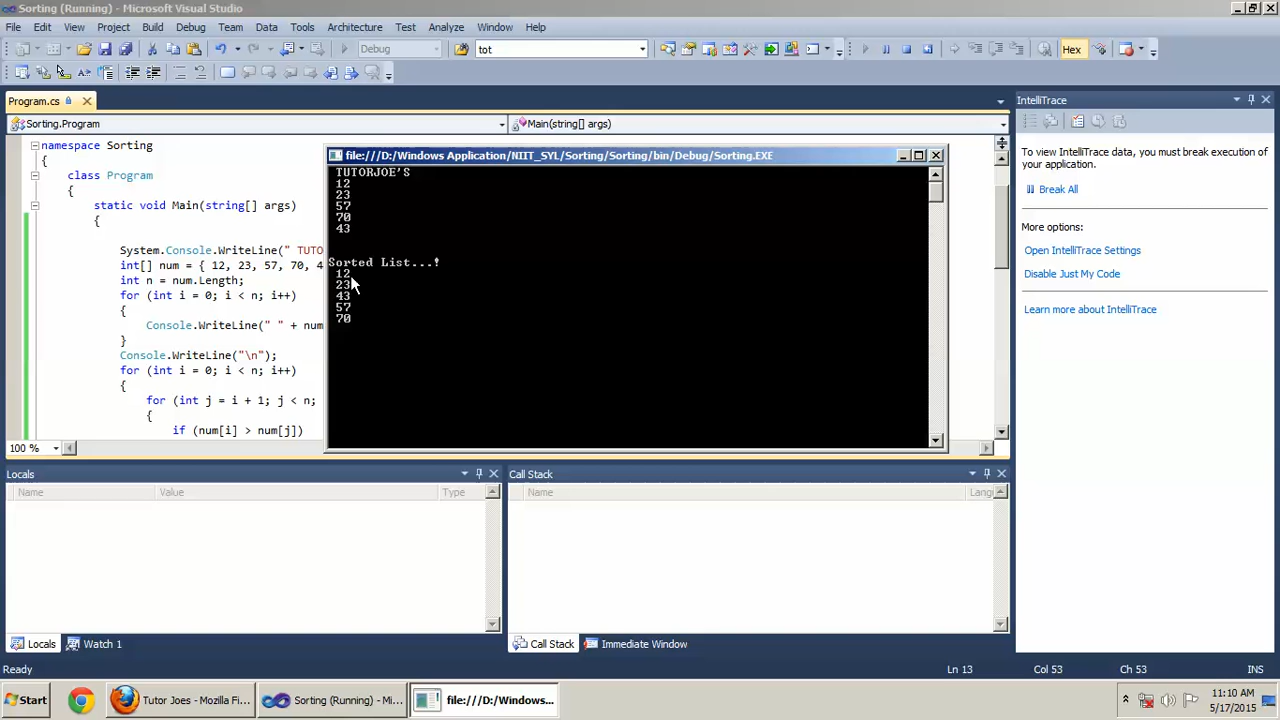 Sorting (Running) - Microsoft Visual Studio
File Edit View Project Build Debug Team Data Tools Architecture Test Analyze Window Help
Debug tot Hex
Program.cs
Sorting.Program Main(string[] args)
namespace Sorting
{
class Program
{
static void Main(string[] args)
{
System.Console.WriteLine(" TUTO
int[] num = { 12, 23, 57, 70, 4
int n = num.Length;
for (int i = 0; i < n; i++)
{
Console.WriteLine(" " + num
}
Console.WriteLine("\n");
for (int i = 0; i < n; i++)
{
for (int j = i + 1; j < n;
{
if (num[i] > num[j])
100 %
file:///D:/Windows Application/NIIT_SYL/Sorting/Sorting/bin/Debug/Sorting.EXE
TUTORJOE'S
12
23
57
70
43
Sorted List...!
12
23
43
57
70
IntelliTrace
To view IntelliTrace data, you must break execution of
your application.
Break All
More options:
Open IntelliTrace Settings
Disable Just My Code
Learn more about IntelliTrace
Locals
Name Value Type
Call Stack
Name Lang
Locals Watch 1
Call Stack Immediate Window
Ready Ln 13 Col 53 Ch 53 INS
Start Tutor Joes - Mozilla Fi... Sorting (Running) - Mi... file:///D:/Windows...
11:10 AM
5/17/2015